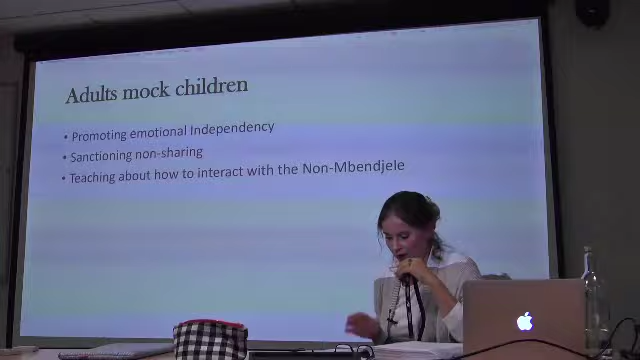 Adults mock children
• Promoting emotional Independency
• Sanctioning non-sharing
• Teaching about how to interact with the Non-Mbendjele